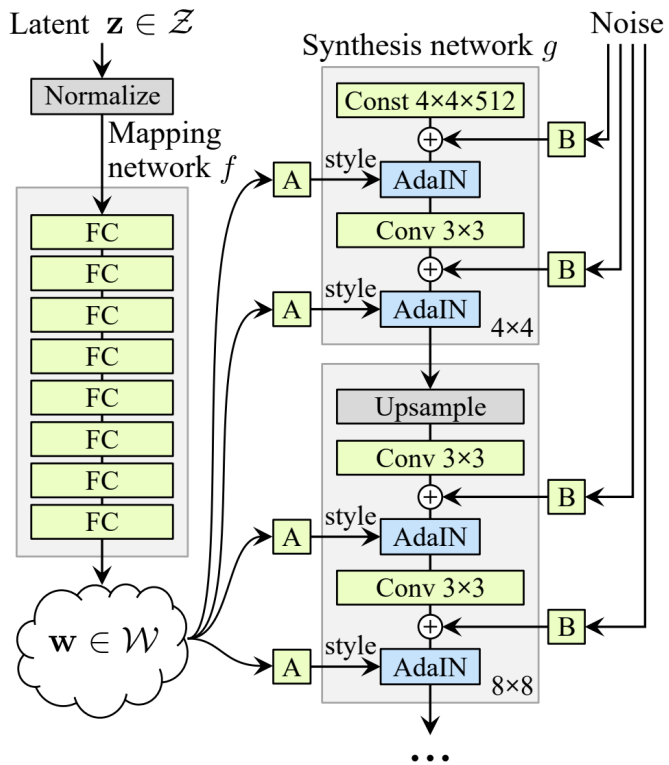 Latent z ∈ 𝒵
Normalize
Mapping
network f
FC
FC
FC
FC
FC
FC
FC
FC
w ∈ 𝒲
Synthesis network g
Noise
Const 4×4×512
B
A
style
AdaIN
Conv 3×3
B
A
style
AdaIN
4×4
Upsample
Conv 3×3
B
A
style
AdaIN
Conv 3×3
B
A
style
AdaIN
8×8
...